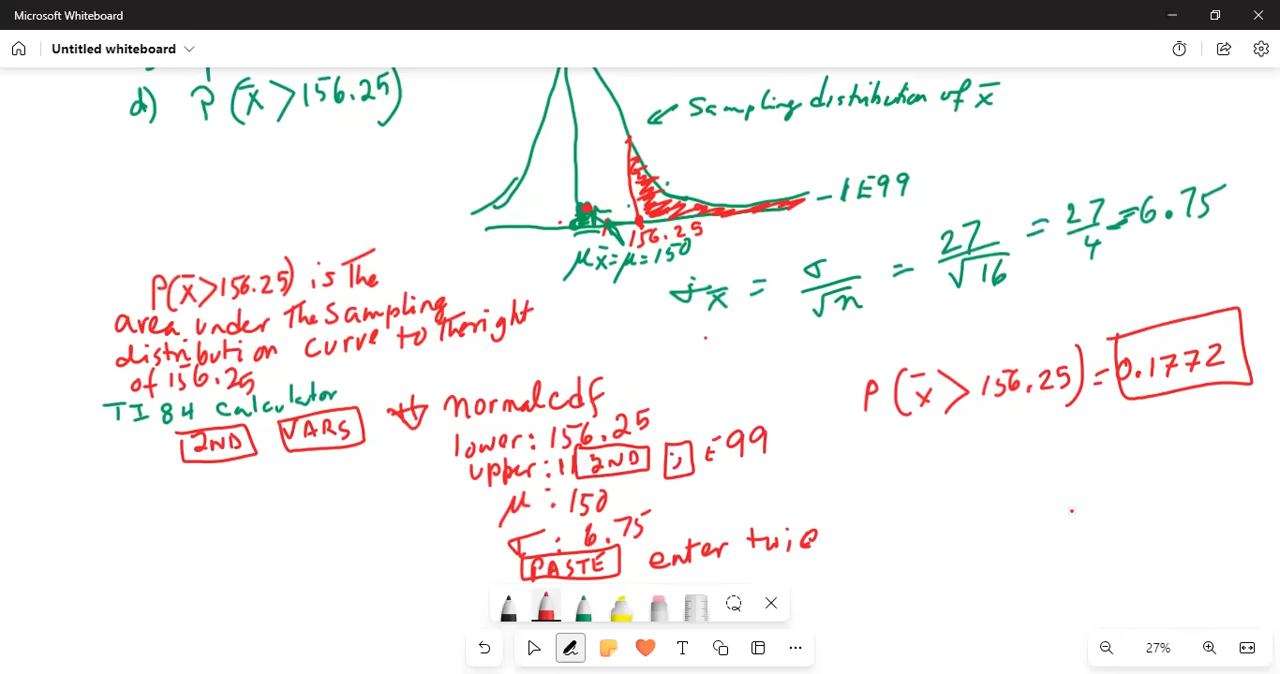 Microsoft Whiteboard
Untitled whiteboard
d) P (x̄ > 156.25)
Sampling distribution of x̄
1E99
156.25
μx̄ = μ = 150
σx̄ = σ/√n = 27/√16 = 27/4 = 6.75
P(x̄ > 156.25) is The
area under The Sampling
distribution curve to The right
of 156.25
P (x̄ > 156.25) = 0.1772
TI 84 Calculator
2ND VARS
normalcdf
lower: 156.25
upper: 1 2ND , E99
μ: 150
σ: 6.75
PASTE enter twice
27%